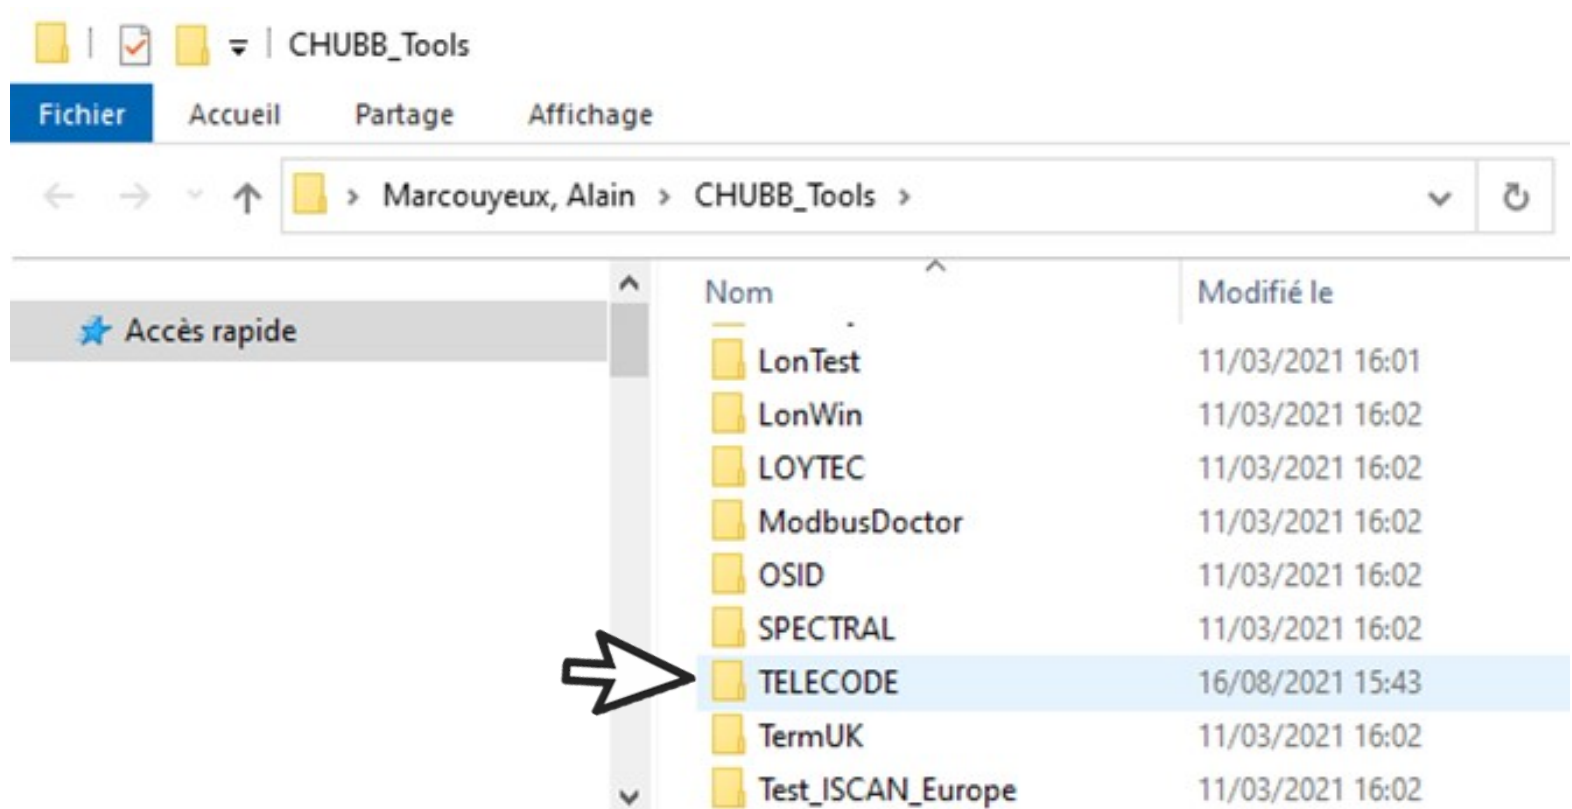 CHUBB_Tools
Fichier Accueil Partage Affichage
Marcouyeux, Alain > CHUBB_Tools >
Nom Modifié le
Accès rapide
LonTest 11/03/2021 16:01
LonWin 11/03/2021 16:02
LOYTEC 11/03/2021 16:02
ModbusDoctor 11/03/2021 16:02
OSID 11/03/2021 16:02
SPECTRAL 11/03/2021 16:02
TELECODE 16/08/2021 15:43
TermUK 11/03/2021 16:02
Test_ISCAN_Europe 11/03/2021 16:02